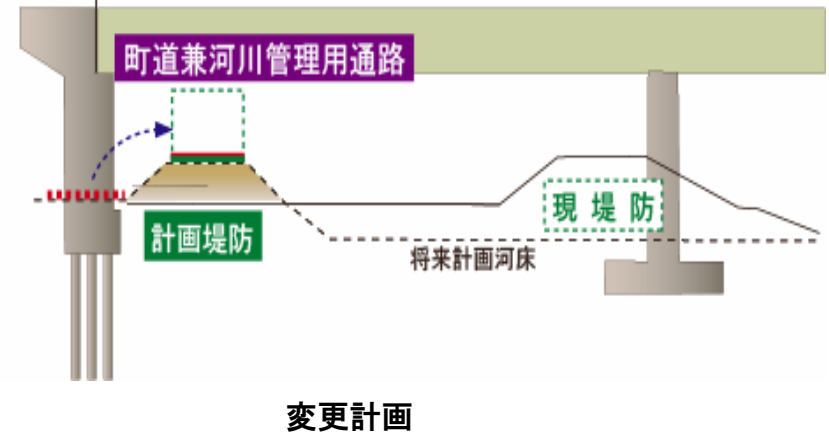 町道兼河川管理用通路
現堤防
計画堤防
将来計画河床
変更計画